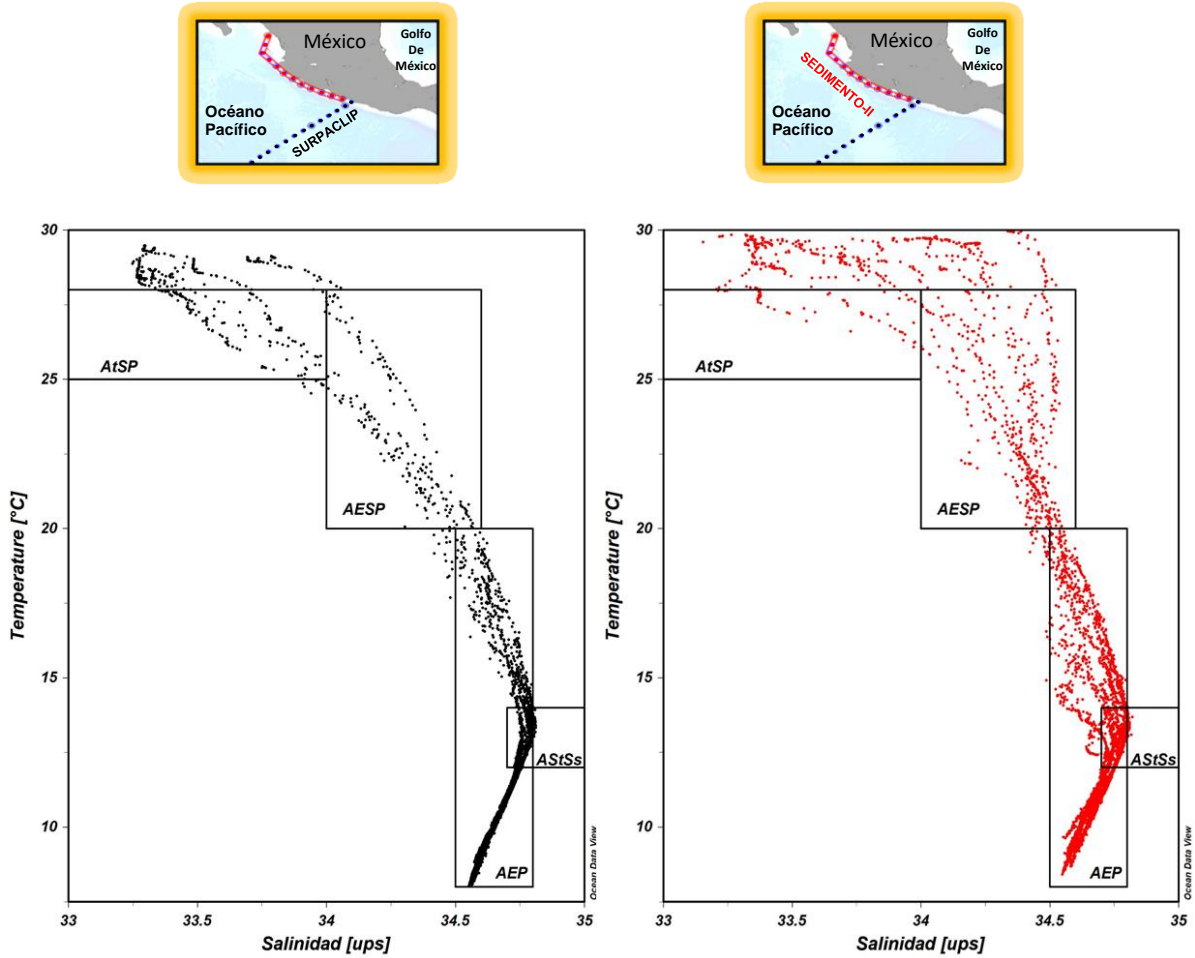 México
Golfo
De
México
Océano
Pacífico
SURPACLIP
México
Golfo
De
México
SEDIMENTO-II
Océano
Pacífico
30
25
20
15
10
Temperature [°C]
AtSP
AESP
AStSs
AEP
Ocean Data View
33
33.5
34
34.5
35
Salinidad [ups]
30
25
20
15
10
Temperature [°C]
AtSP
AESP
AStSs
AEP
Ocean Data View
33
33.5
34
34.5
35
Salinidad [ups]